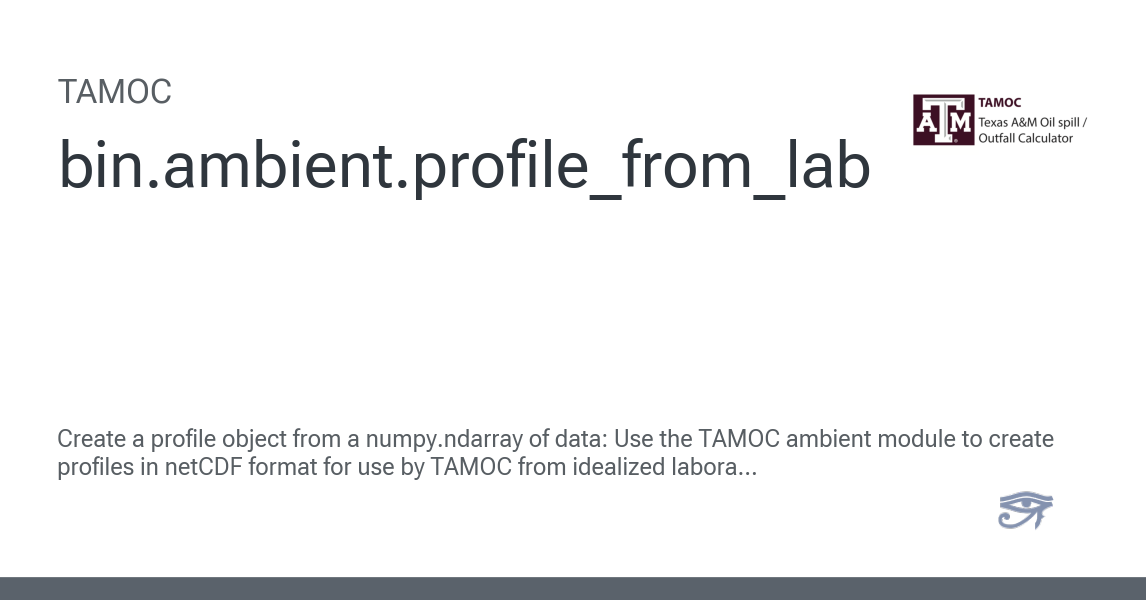 TAMOC
bin.ambient.profile_from_lab
ATM
TAMOC
Texas A&M Oil spill /
Outfall Calculator
Create a profile object from a numpy.ndarray of data: Use the TAMOC ambient module to create
profiles in netCDF format for use by TAMOC from idealized labora...